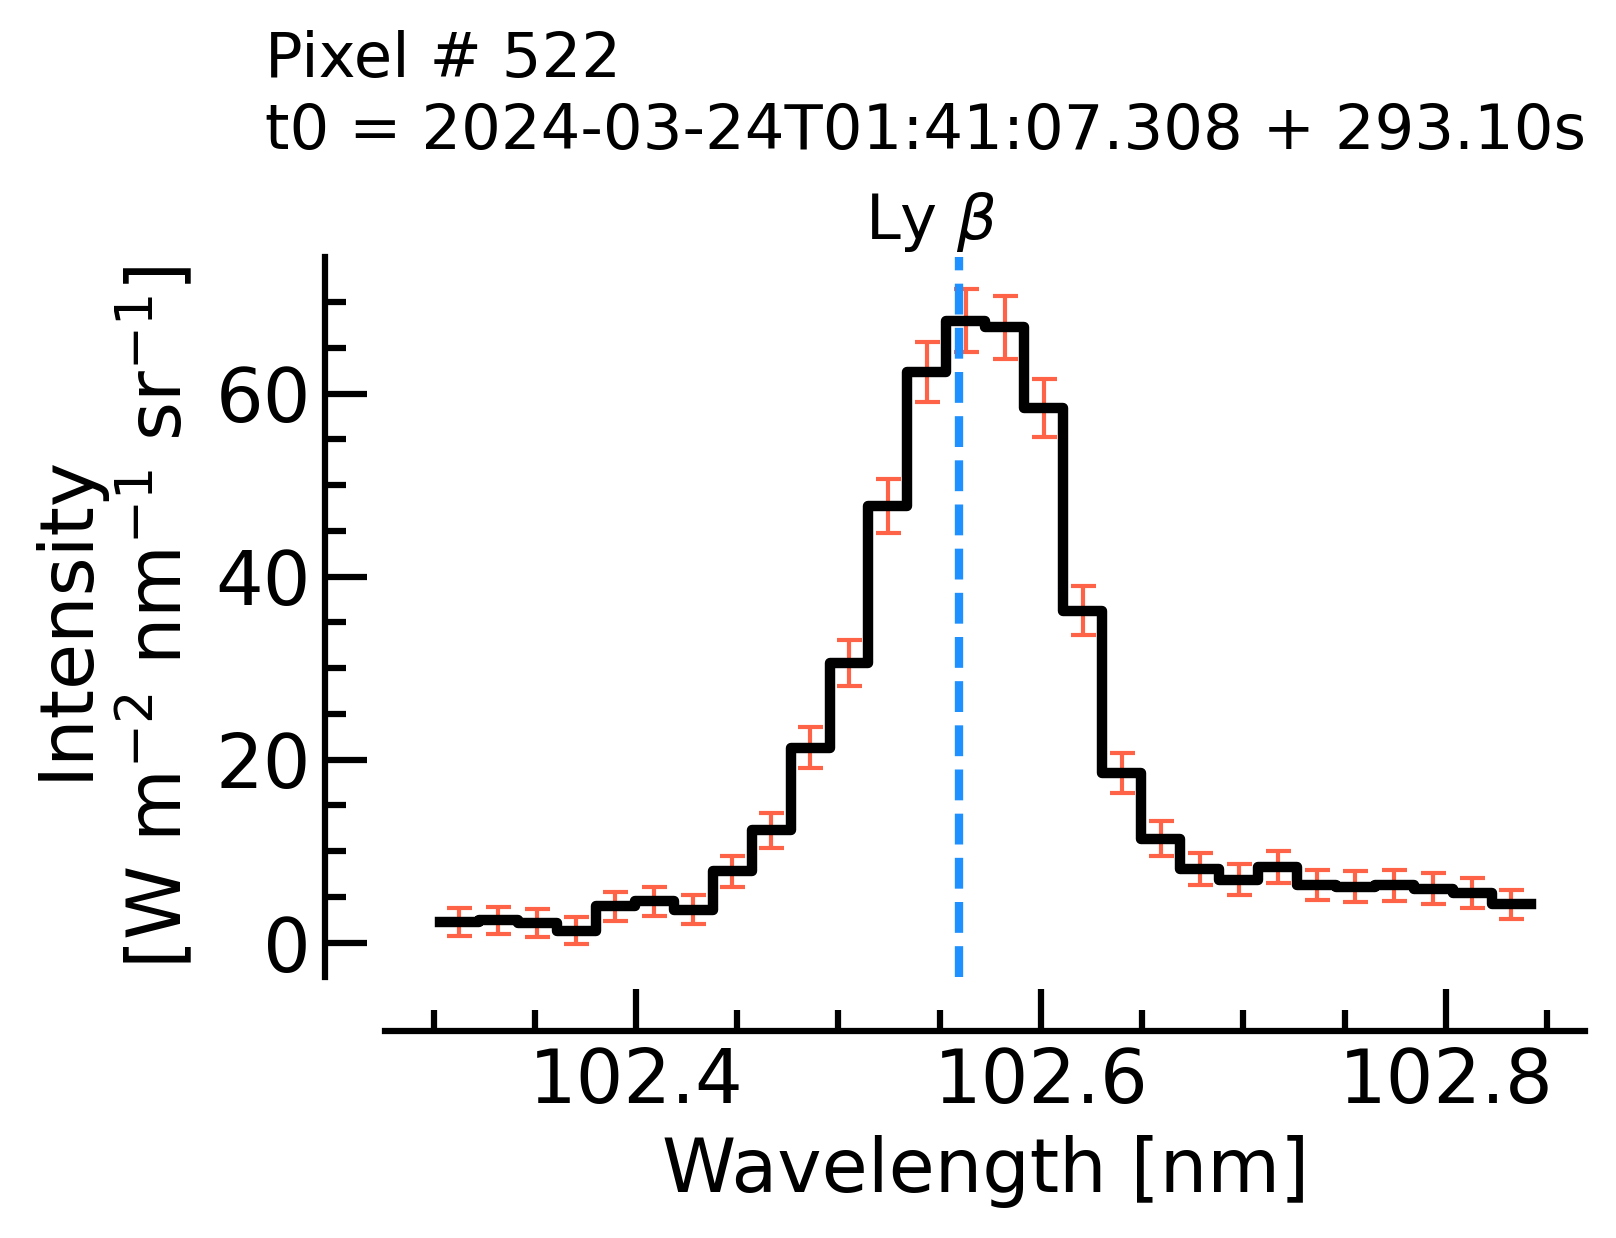 Pixel # 522
t0 = 2024-03-24T01:41:07.308 + 293.10s
Ly β
Intensity
[W m⁻² nm⁻¹ sr⁻¹]
60
40
20
0
102.4 102.6 102.8
Wavelength [nm]